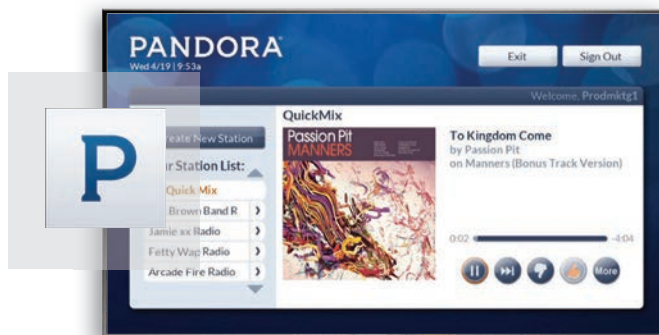 PANDORA
Wed 4/19 | 9:53a
Exit
Sign Out
Welcome, Prodmktg1
QuickMix
Create New Station
Station List:
Quick Mix
Brown Band R
Jamie xx Radio
Fetty Wap Radio
Arcade Fire Radio
P
Passion Pit
MANNERS
To Kingdom Come
by Passion Pit
on Manners (Bonus Track Version)
0:02
-4:04
More